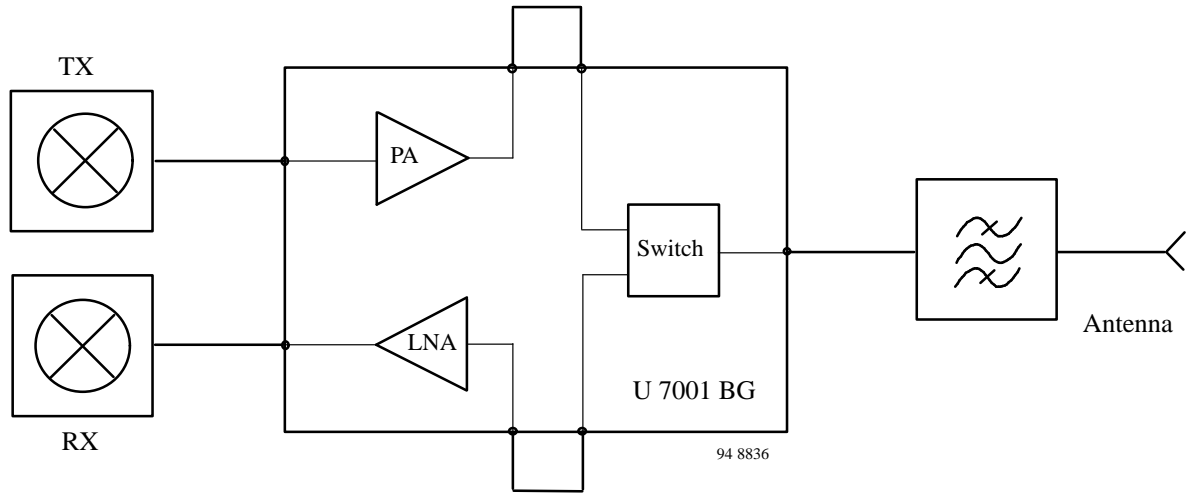 TX
PA
Switch
LNA
Antenna
U 7001 BG
RX
94 8836